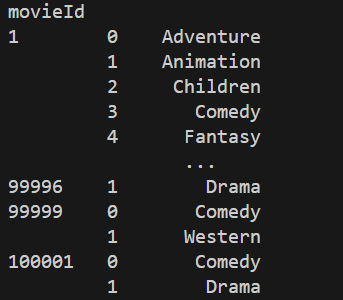 movieId
1 0 Adventure
1 Animation
2 Children
3 Comedy
4 Fantasy
...
99996 1 Drama
99999 0 Comedy
1 Western
100001 0 Comedy
1 Drama